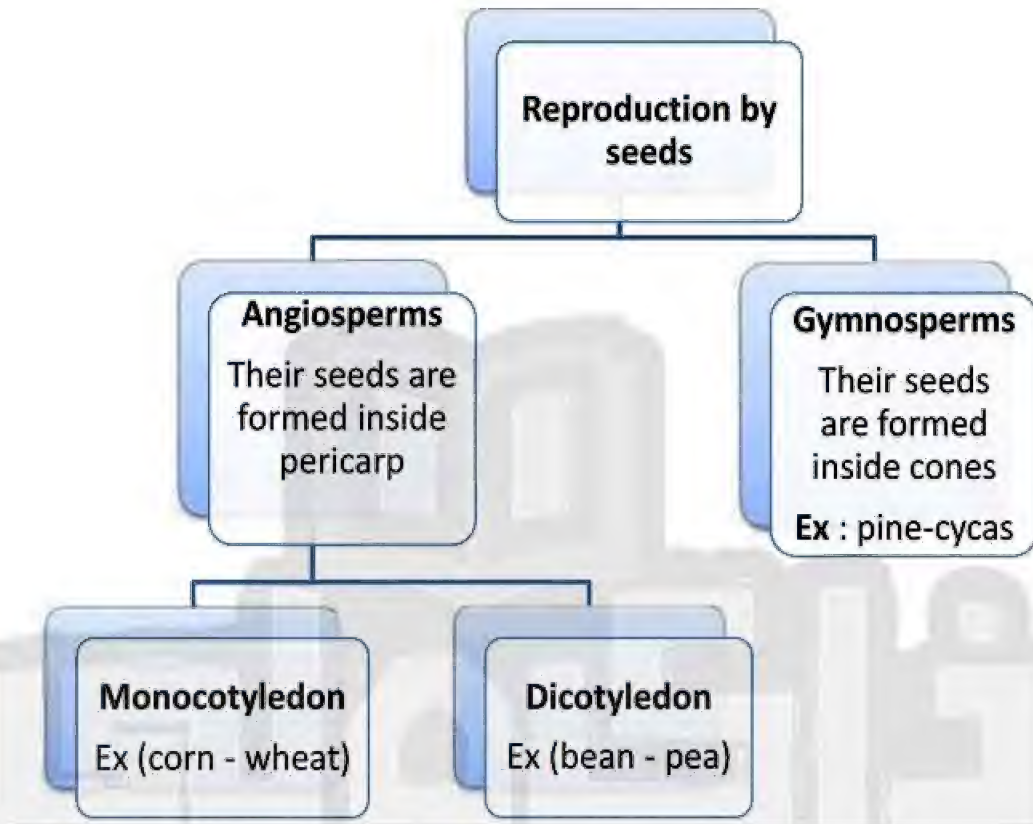 Reproduction by
seeds
Angiosperms
Their seeds are
formed inside
pericarp
Gymnosperms
Their seeds
are formed
inside cones
Ex : pine-cycas
Monocotyledon
Ex (corn - wheat)
Dicotyledon
Ex (bean - pea)